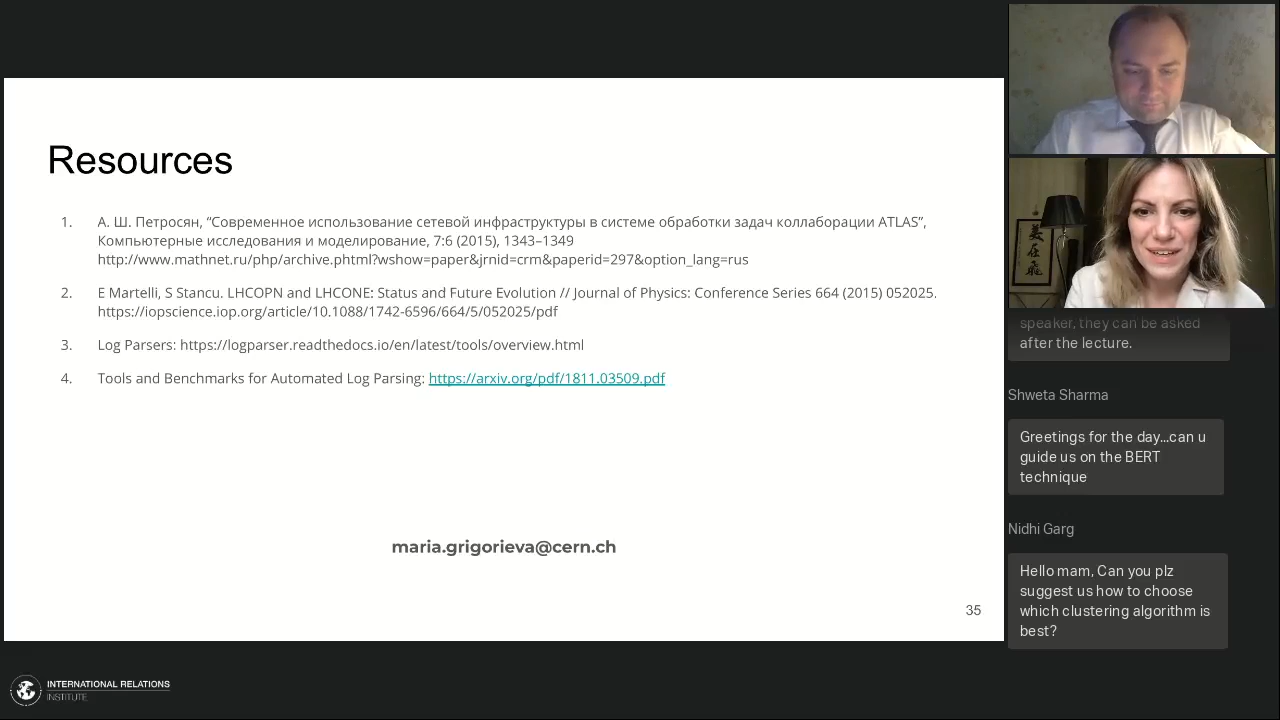 Resources
1. А. Ш. Петросян, “Современное использование сетевой инфраструктуры в системе обработки задач коллаборации ATLAS”,
Компьютерные исследования и моделирование, 7:6 (2015), 1343–1349
http://www.mathnet.ru/php/archive.phtml?wshow=paper&jrnid=crm&paperid=297&option_lang=rus
2. E Martelli, S Stancu. LHCOPN and LHCONE: Status and Future Evolution // Journal of Physics: Conference Series 664 (2015) 052025.
https://iopscience.iop.org/article/10.1088/1742-6596/664/5/052025/pdf
3. Log Parsers: https://logparser.readthedocs.io/en/latest/tools/overview.html
4. Tools and Benchmarks for Automated Log Parsing: https://arxiv.org/pdf/1811.03509.pdf
maria.grigorieva@cern.ch
35
INTERNATIONAL RELATIONS
INSTITUTE
美在飛
speaker, they can be asked
after the lecture.
Shweta Sharma
Greetings for the day...can u
guide us on the BERT
technique
Nidhi Garg
Hello mam, Can you plz
suggest us how to choose
which clustering algorithm is
best?